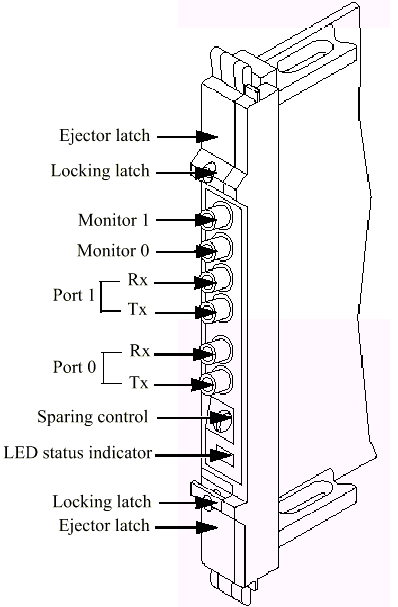 Ejector latch
Locking latch
Monitor 1
Monitor 0
Port 1
Rx
Tx
Port 0
Rx
Tx
Sparing control
LED status indicator
Locking latch
Ejector latch